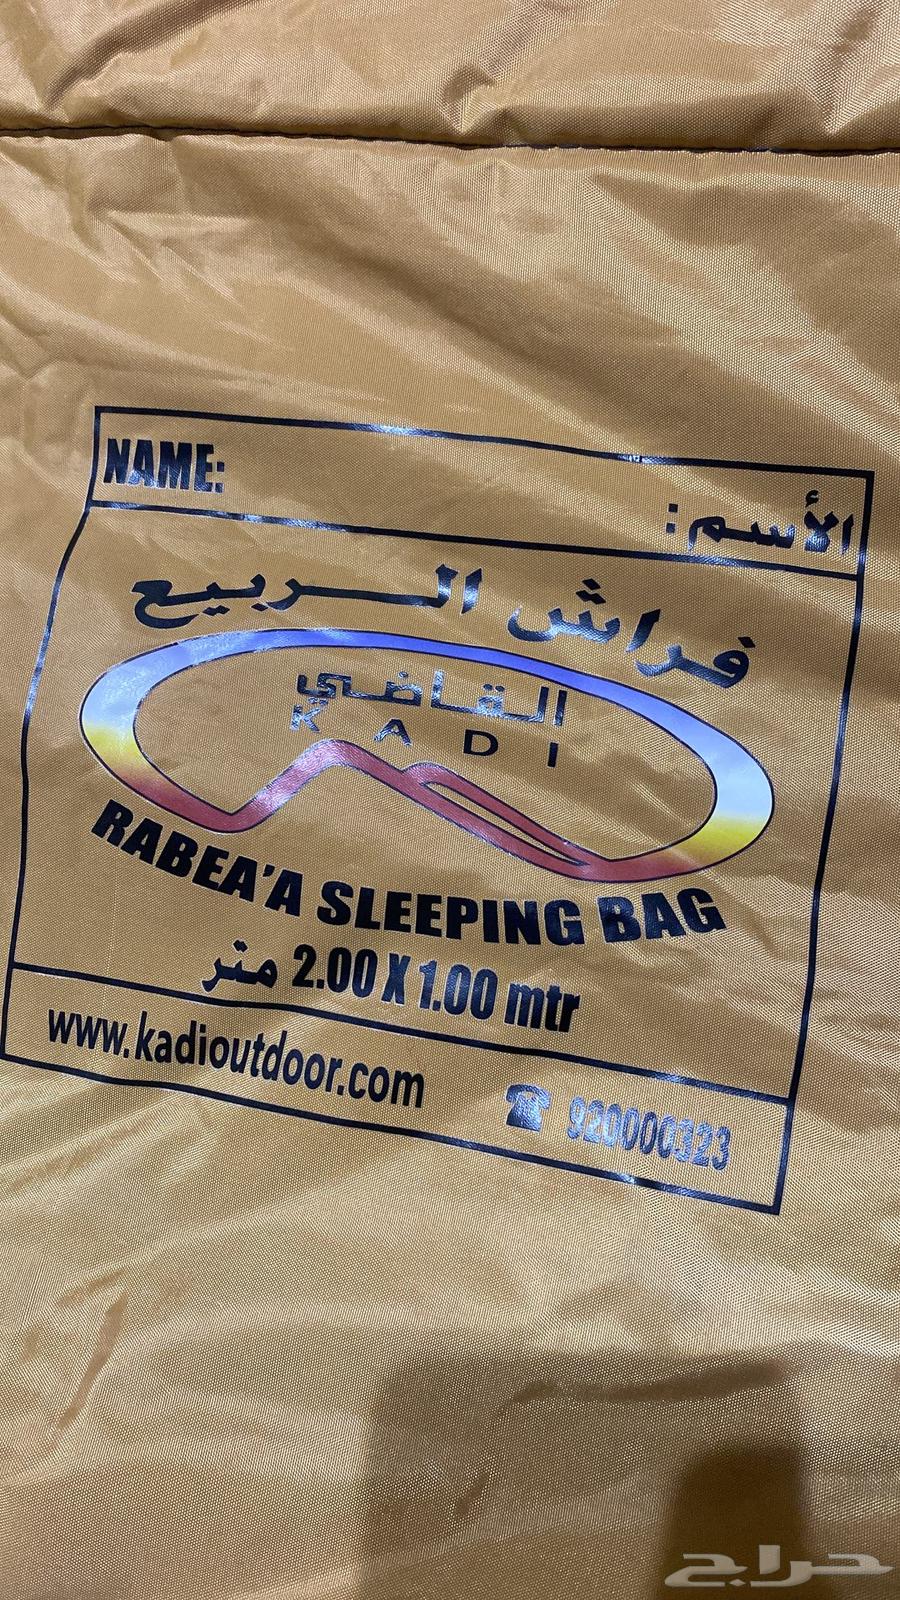 NAME:
الأسم:
فراش الربيع
القاضي
KADI
RABEA'A SLEEPING BAG
2.00 X 1.00 mtr متر
www.kadioutdoor.com
☎ 920000323
حراج